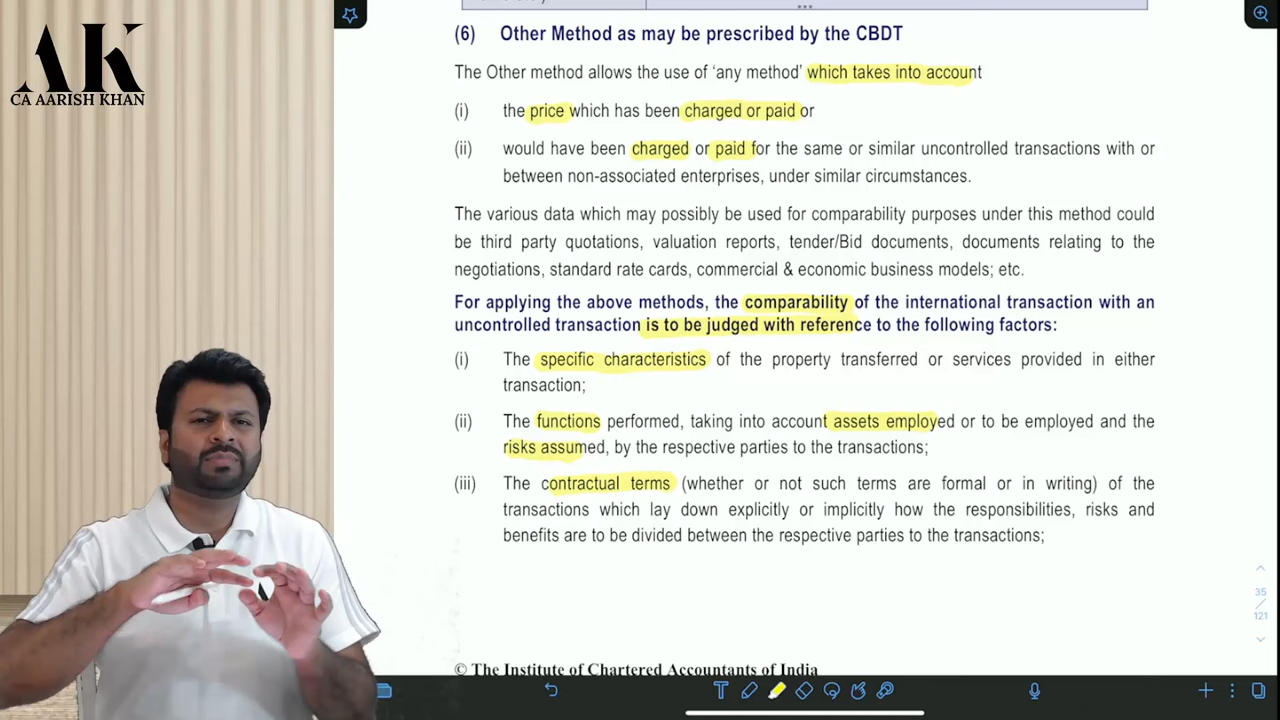 AK
CA AARISH KHAN
(6) Other Method as may be prescribed by the CBDT
The Other method allows the use of ‘any method’ which takes into account
(i) the price which has been charged or paid or
(ii) would have been charged or paid for the same or similar uncontrolled transactions with or
between non-associated enterprises, under similar circumstances.
The various data which may possibly be used for comparability purposes under this method could
be third party quotations, valuation reports, tender/Bid documents, documents relating to the
negotiations, standard rate cards, commercial & economic business models; etc.
For applying the above methods, the comparability of the international transaction with an
uncontrolled transaction is to be judged with reference to the following factors:
(i) The specific characteristics of the property transferred or services provided in either
transaction;
(ii) The functions performed, taking into account assets employed or to be employed and the
risks assumed, by the respective parties to the transactions;
(iii) The contractual terms (whether or not such terms are formal or in writing) of the
transactions which lay down explicitly or implicitly how the responsibilities, risks and
benefits are to be divided between the respective parties to the transactions;
35
/
121
© The Institute of Chartered Accountants of India
T